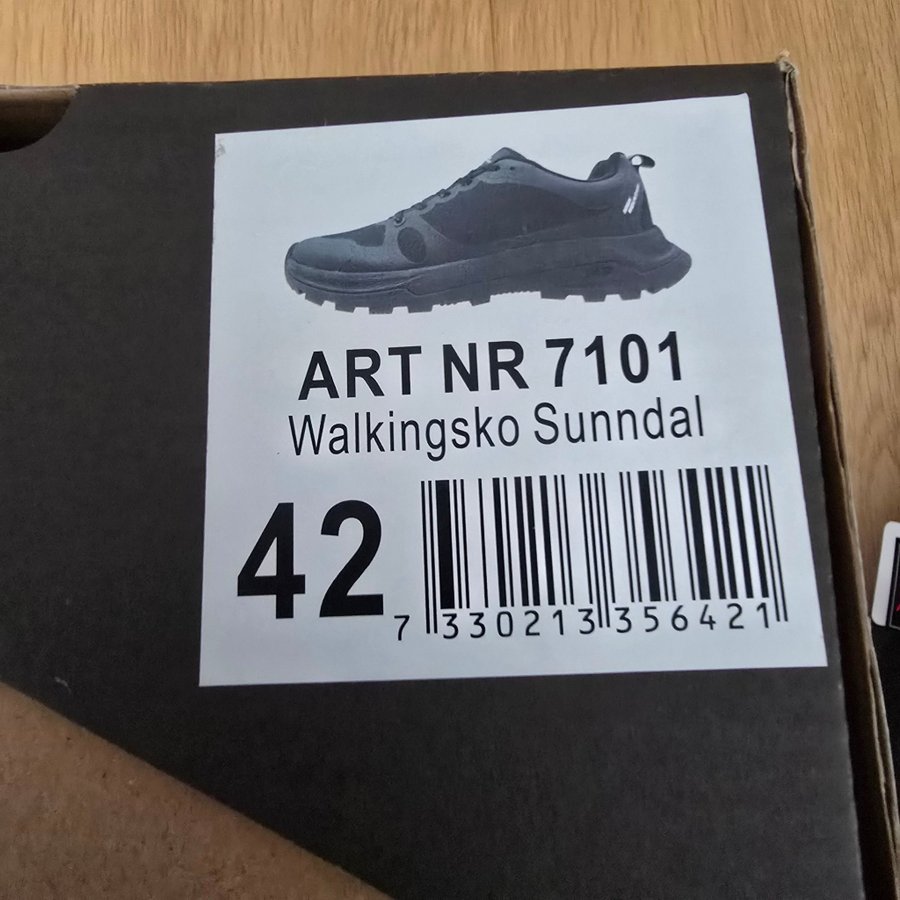 ART NR 7101
Walkingsko Sunndal
42
7 330213 356421